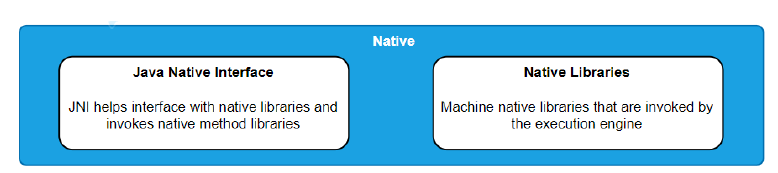 Native
Java Native Interface
JNI helps interface with native libraries and
invokes native method libraries
Native Libraries
Machine native libraries that are invoked by
the execution engine